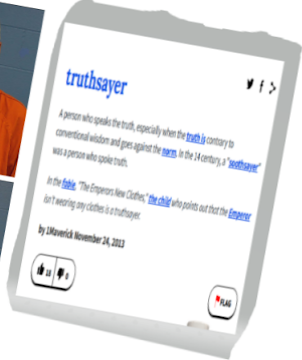 truthsayer
A person who speaks the truth, especially when the truth is contrary to
conventional wisdom and goes against the norm. In the 14 century, a "soothsayer"
was a person who spoke truth.
In the fable, "The Emperors New Clothes," the child who points out that the Emperor
isn't wearing any clothes is a truthsayer.
by 1Maverick November 24, 2013
18 0
FLAG